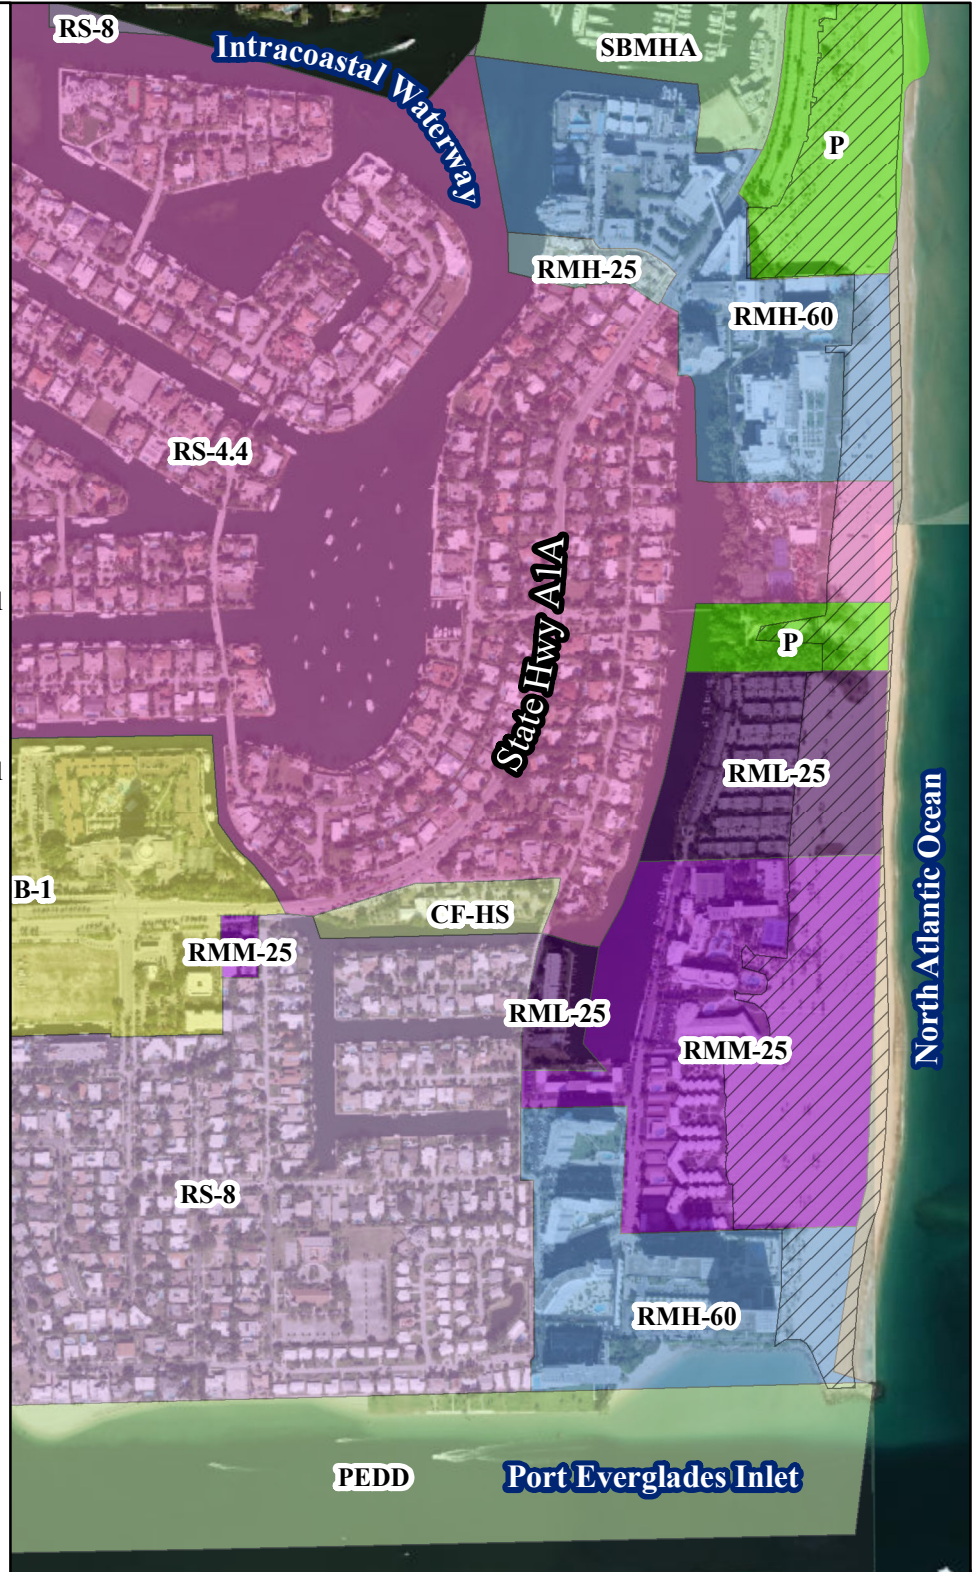 RS-8
Intracoastal Waterway
SBMHA
P
RMH-25
RMH-60
RS-4.4
State Hwy A1A
P
RML-25
North Atlantic Ocean
B-1
CF-HS
RMM-25
RML-25
RMM-25
RS-8
RMH-60
PEDD
Port Everglades Inlet